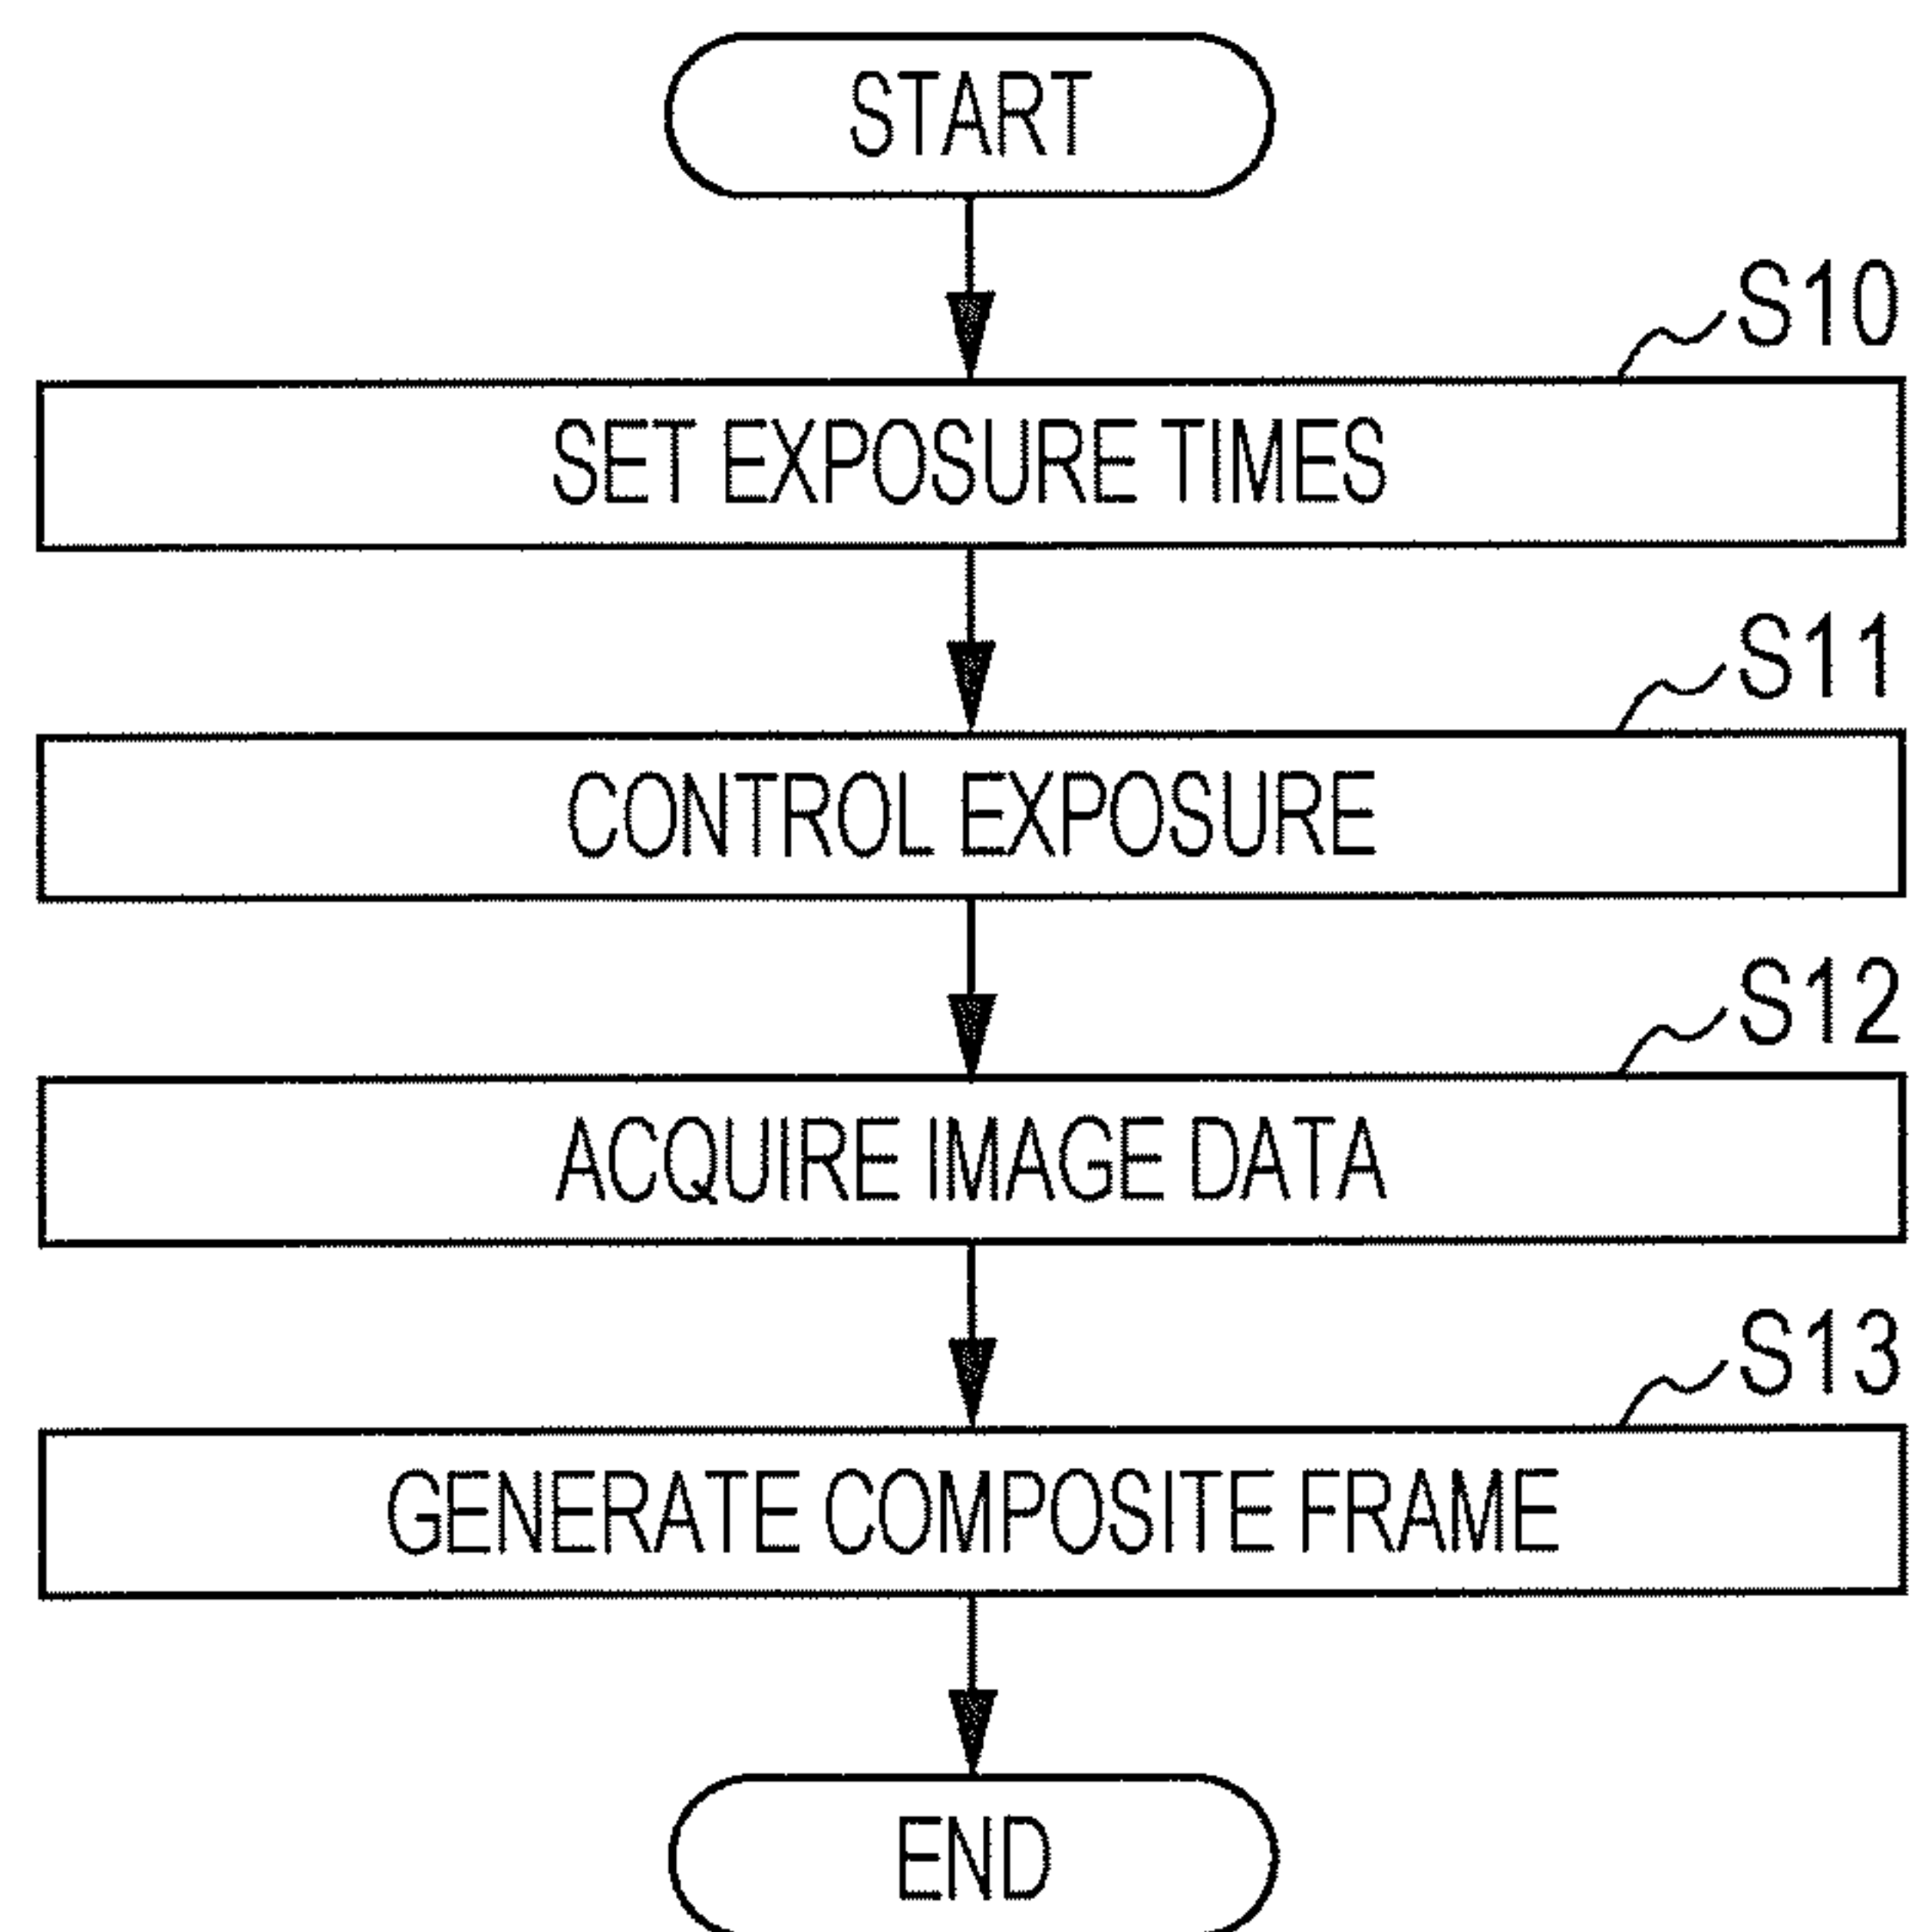 START
S10
SET EXPOSURE TIMES
S11
CONTROL EXPOSURE
S12
ACQUIRE IMAGE DATA
S13
GENERATE COMPOSITE FRAME
END